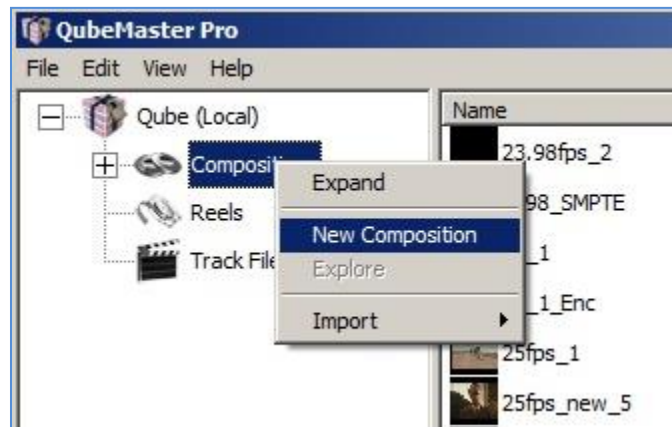 QubeMaster Pro
File Edit View Help
Qube (Local)
Reels
Expand
New Composition
Explore
Import
Name
23.98fps_2
98_SMPTE
_1
_1_Enc
25fps_1
25fps_new_5